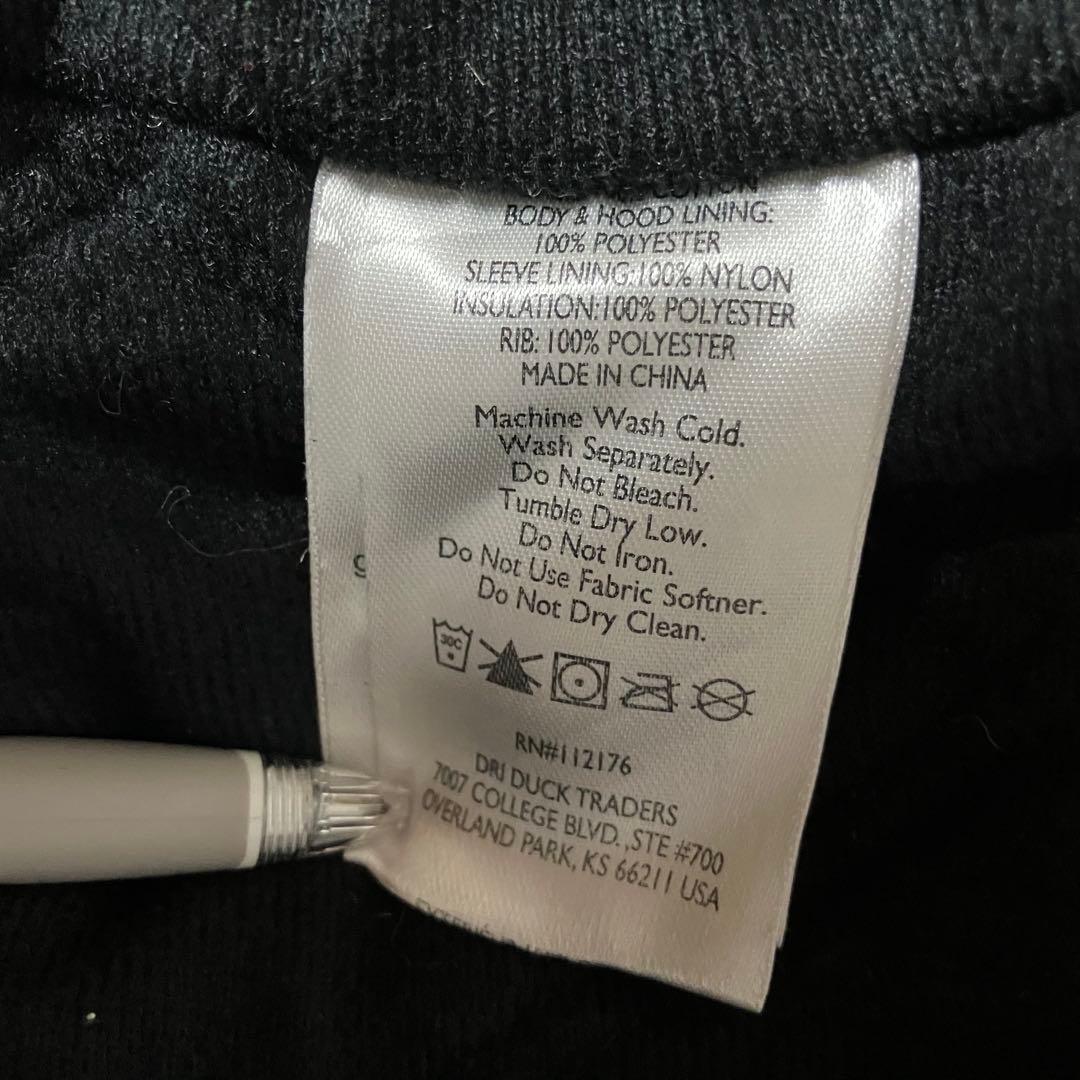 COTTON
BODY & HOOD LINING:
100% POLYESTER
SLEEVE LINING:100% NYLON
INSULATION:100% POLYESTER
RIB: 100% POLYESTER
MADE IN CHINA
Machine Wash Cold.
Wash Separately.
Do Not Bleach.
Tumble Dry Low.
Do Not Iron.
Do Not Use Fabric Softner.
Do Not Dry Clean.
30C
RN#112176
DRI DUCK TRADERS
7007 COLLEGE BLVD.,STE #700
OVERLAND PARK, KS 66211 USA